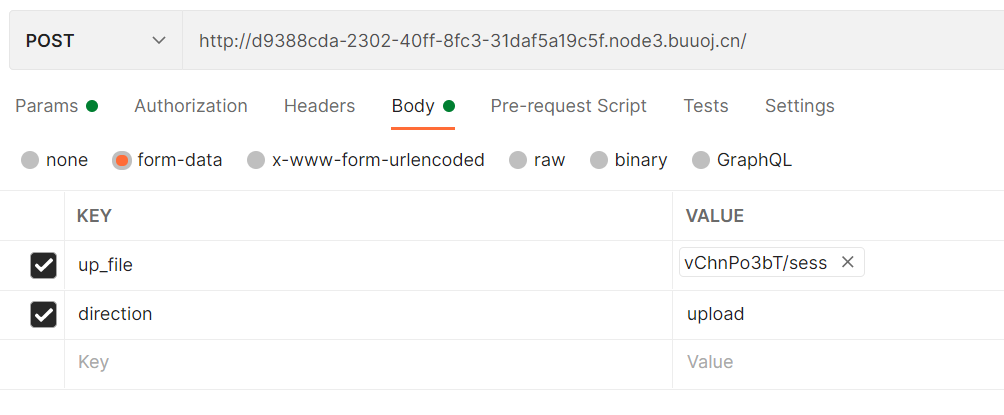 POST http://d9388cda-2302-40ff-8fc3-31daf5a19c5f.node3.buuoj.cn/
Params Authorization Headers Body Pre-request Script Tests Settings
none form-data x-www-form-urlencoded raw binary GraphQL
KEY VALUE
up_file vChnPo3bT/sess
direction upload
Key Value